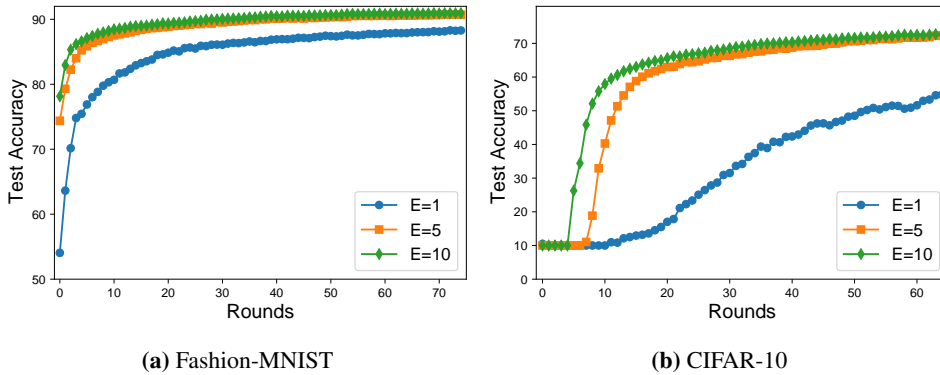 90
80
70
60
50
Test Accuracy
0 10 20 30 40 50 60 70
Rounds
E=1
E=5
E=10
(a) Fashion-MNIST
70
60
50
40
30
20
10
0
Test Accuracy
0 10 20 30 40 50 60
Rounds
E=1
E=5
E=10
(b) CIFAR-10